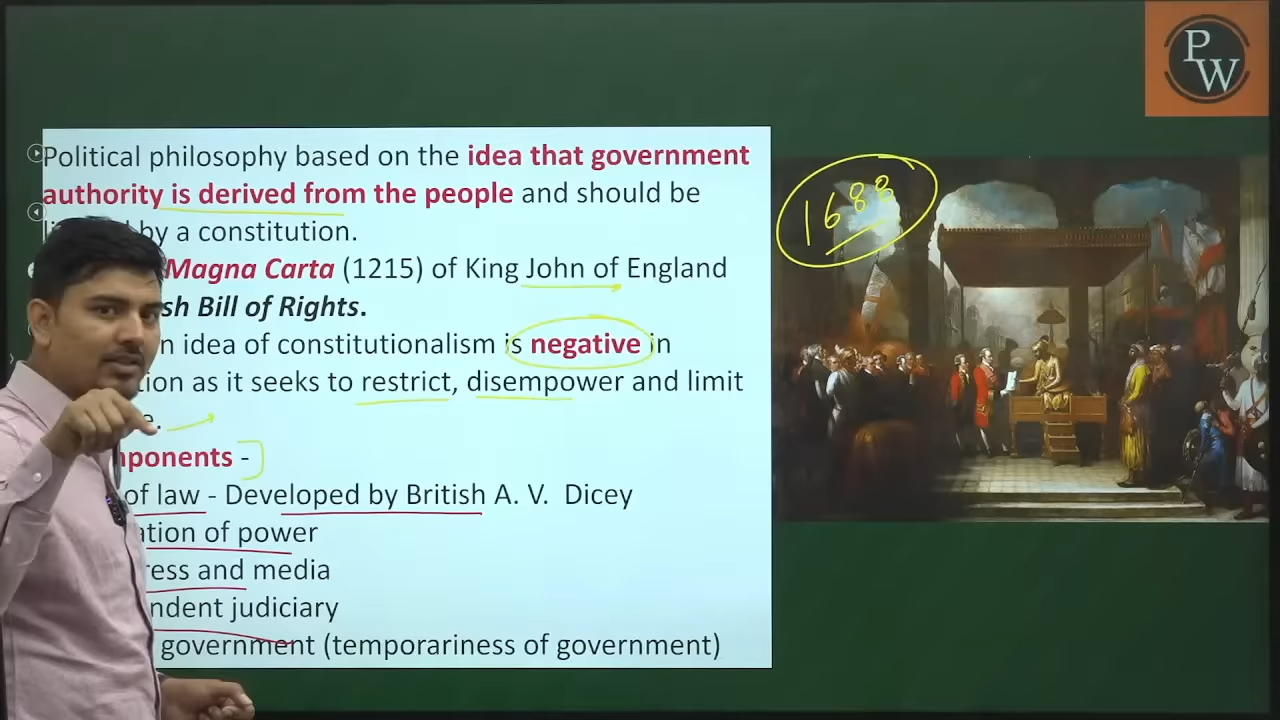 Political philosophy based on the idea that government
authority is derived from the people and should be
by a constitution.
Magna Carta (1215) of King John of England
Bill of Rights.
idea of constitutionalism is negative in
as it seeks to restrict, disempower and limit
-
of law - Developed by British A. V. Dicey
of power
and media
judiciary
government (temporariness of government)
1688
PW